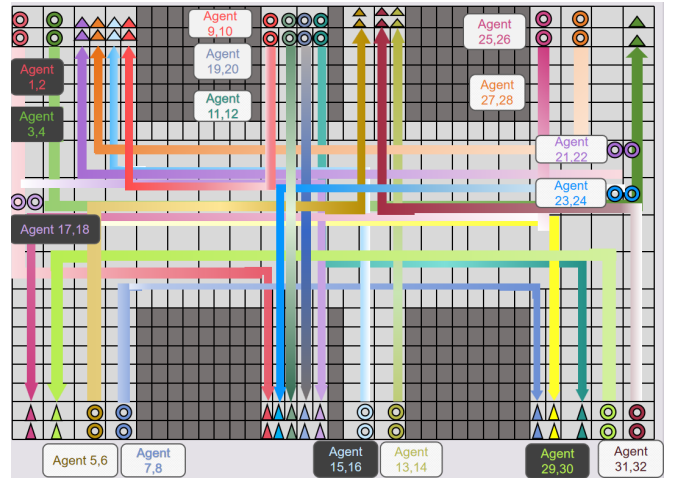 Agent
9,10
Agent
25,26
Agent
19,20
Agent
1,2
Agent
27,28
Agent
11,12
Agent
3,4
Agent
21,22
Agent
23,24
Agent 17,18
Agent 5,6
Agent
7,8
Agent
15,16
Agent
13,14
Agent
29,30
Agent
31,32